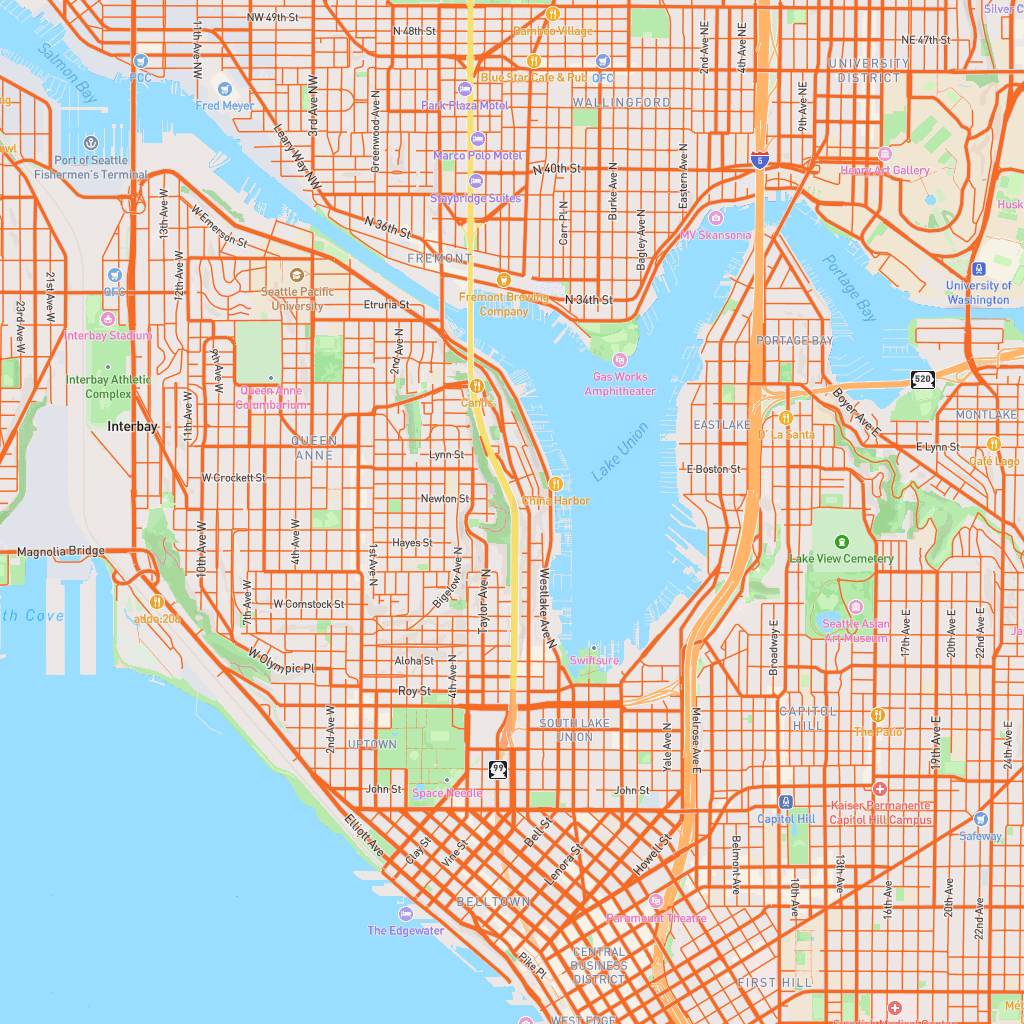 NW 49th St
Bamboo Village
N 48th St
11th Ave NW
2nd Ave NE
4th Ave NE
NE 47th St
Silver C
Salmon Bay
PCC
Blue Star Cafe & Pub
QFC
UNIVERSITY
DISTRICT
Fred Meyer
Park Plaza Motel
WALLINGFORD
3rd Ave NW
Greenwood Ave N
9th Ave NE
Leary Way NW
Port of Seattle
Fishermen's Terminal
Marco Polo Motel
5
Henry Art Gallery
N 40th St
Staybridge Suites
Burke Ave N
Eastern Ave N
Husk
13th Ave W
W Emerson St
N 36th St
Carr Pl N
Bagley Ave N
MV Skansonia
12th Ave W
FREMONT
Portage Bay
21st Ave W
QFC
Seattle Pacific
University
Fremont Brewing
Company
N 34th St
University of
Washington
Etruria St
23rd Ave W
Interbay Stadium
2nd Ave N
PORTAGE BAY
Interbay Athletic
Complex
9th Ave W
Queen Anne
Columbarium
Gas Works
Amphitheater
520
Canlis
11th Ave W
Boyer Ave E
MONTLAKE
Interbay
EASTLAKE
D' La Santa
QUEEN
ANNE
Lake Union
E Lynn St
Lynn St
Café Lago
W Crockett St
E Boston St
Newton St
China Harbor
10th Ave W
4th Ave W
Hayes St
Magnolia Bridge
1st Ave N
Lake View Cemetery
Bigelow Ave N
Taylor Ave N
Westlake Ave N
7th Ave W
W Comstock St
addo:206
th Cove
Seattle Asian
Art Museum
17th Ave E
20th Ave E
22nd Ave E
Ja
Broadway E
W Olympic Pl
Aloha St
Swiftsure
4th Ave N
Roy St
2nd Ave W
UPTOWN
SOUTH LAKE
UNION
Yale Ave N
Melrose Ave E
CAPITOL
HILL
The Patio
19th Ave E
24th Ave E
99
Space Needle
John St
John St
Capitol Hill
Kaiser Permanente
Capitol Hill Campus
Safeway
Elliott Ave
Clay St
Vine St
Bell St
Lenora St
Howell St
Belmont Ave
10th Ave
13th Ave
16th Ave
20th Ave
22nd Ave
BELLTOWN
The Edgewater
Paramount Theatre
Pike Pl
CENTRAL
BUSINESS
DISTRICT
FIRST HILL
WEST EDGE
Swedish Medical Center